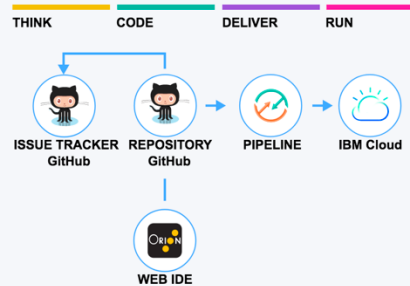 THINK
CODE
DELIVER
RUN
ISSUE TRACKER
GitHub
REPOSITORY
GitHub
PIPELINE
IBM Cloud
ORION
WEB IDE